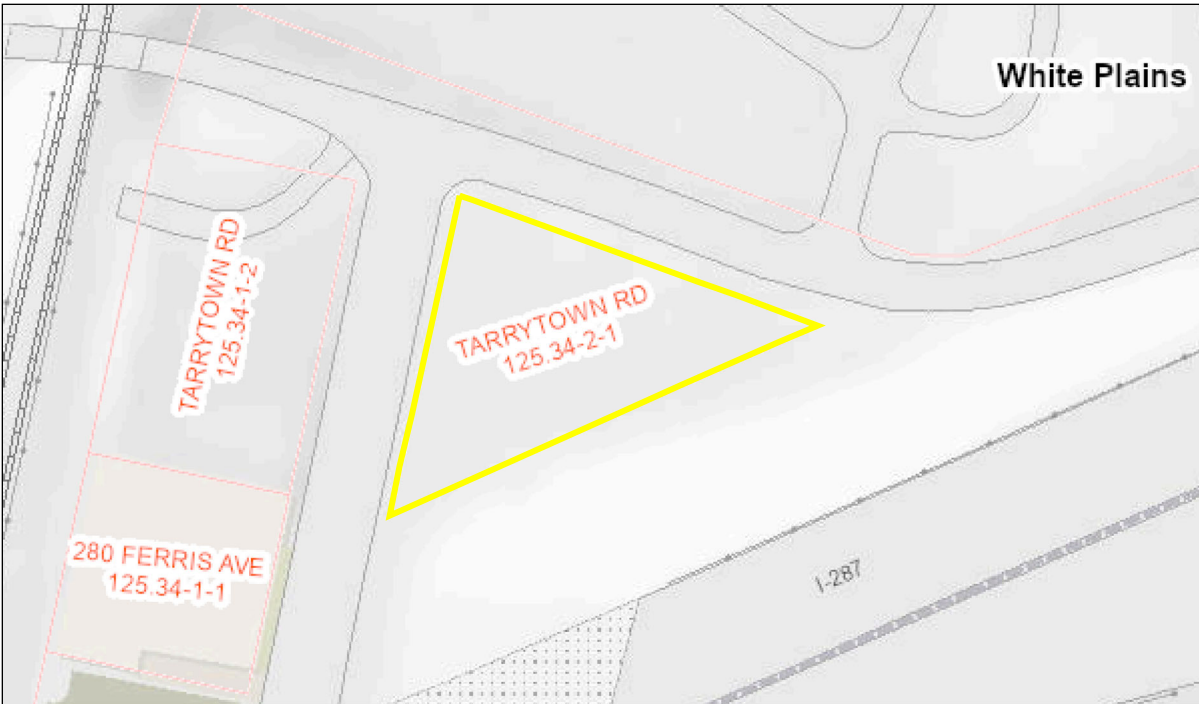 White Plains
TARRYTOWN RD
125.34-1-2
TARRYTOWN RD
125.34-2-1
280 FERRIS AVE
125.34-1-1
I-287